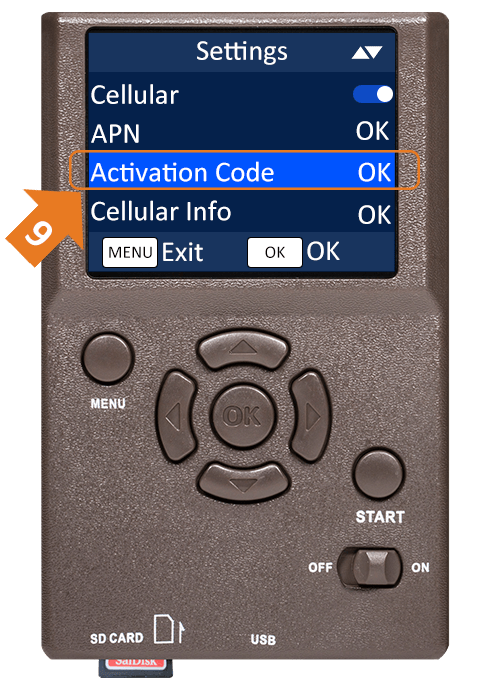 Settings
Cellular
APN OK
Activation Code OK
Cellular Info OK
9
MENU Exit OK OK
MENU
OK
START
OFF ON
SD CARD USB
SanDisk